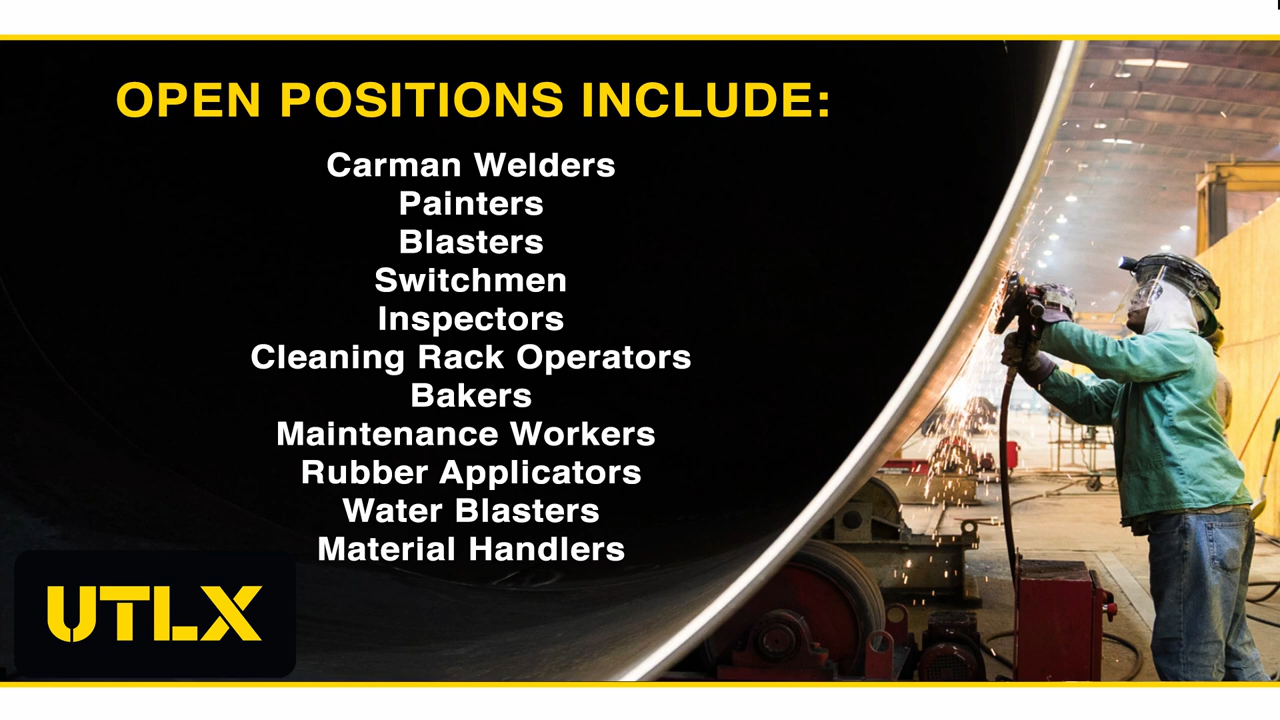 OPEN POSITIONS INCLUDE:
Carman Welders
Painters
Blasters
Switchmen
Inspectors
Cleaning Rack Operators
Bakers
Maintenance Workers
Rubber Applicators
Water Blasters
Material Handlers
UTLX